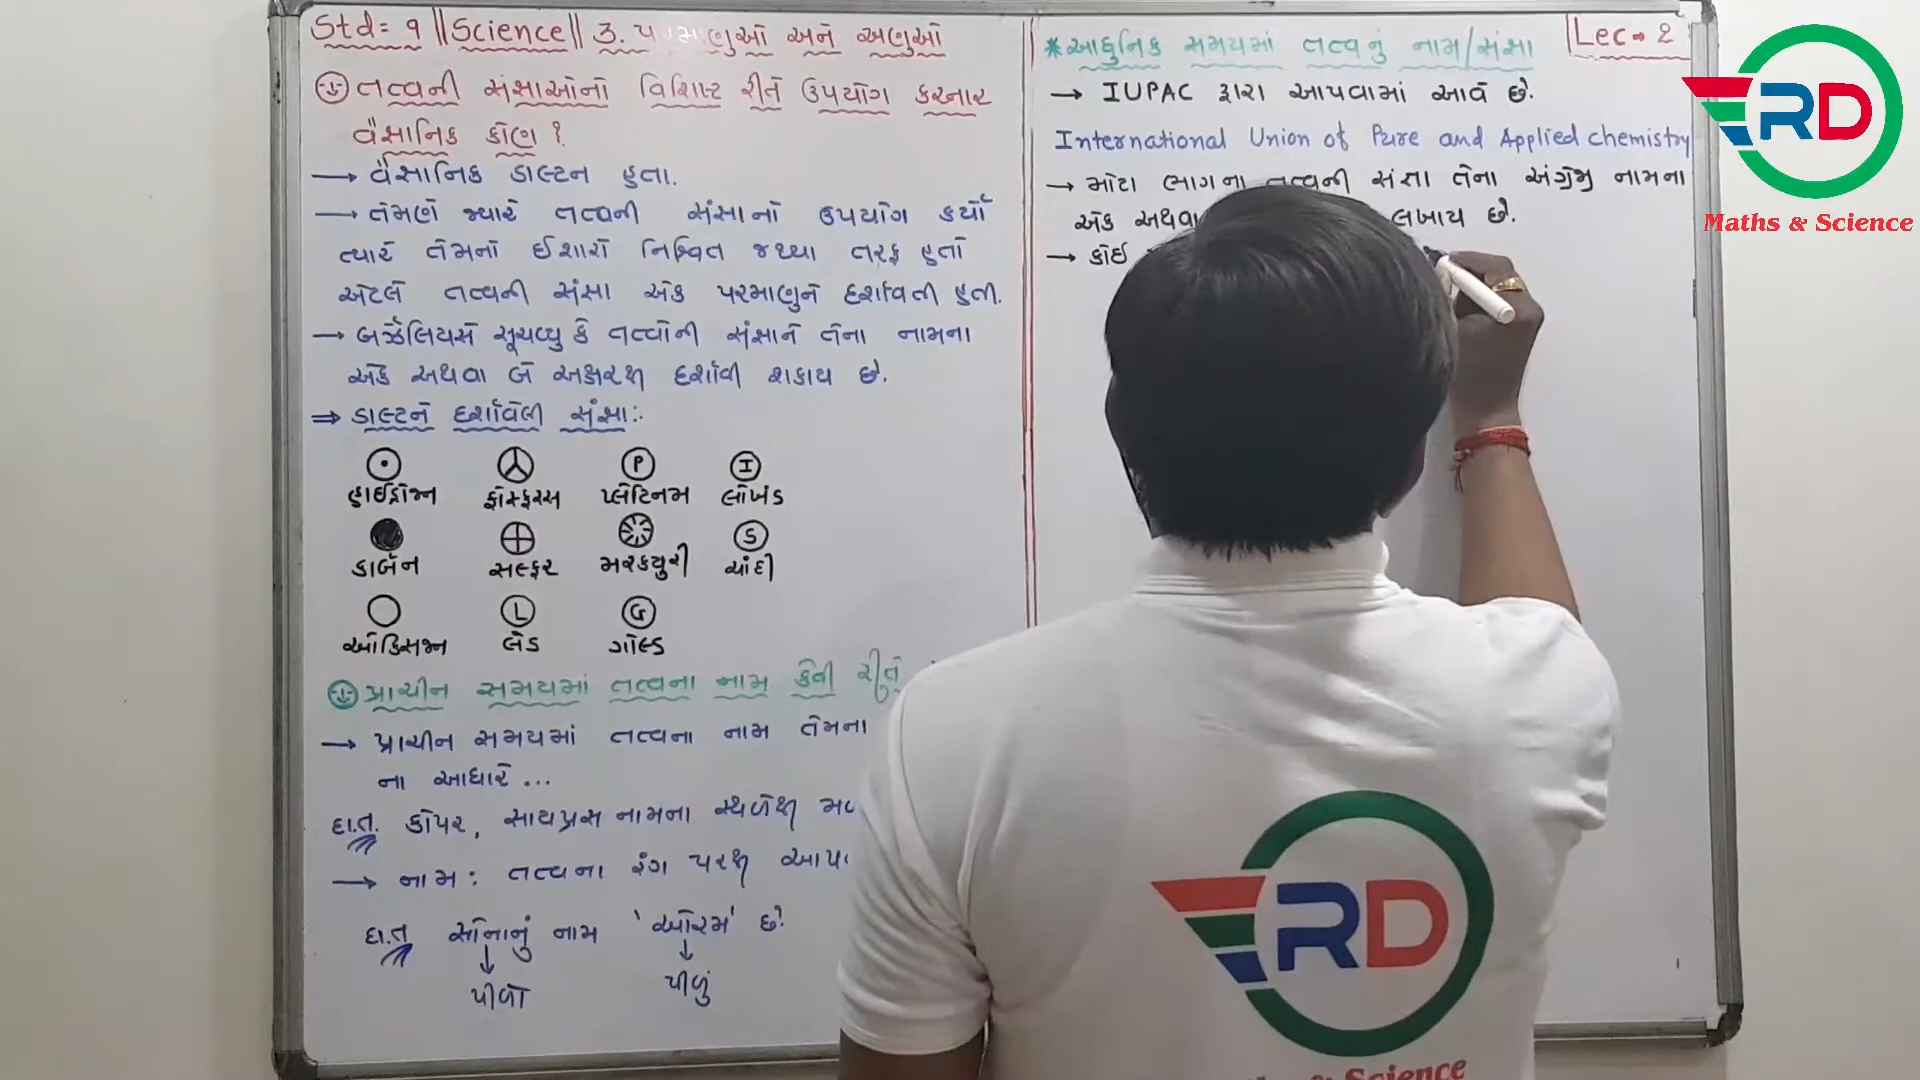 Std = ૧ || Science || 3. પરમાણુઓ અને અણુઓ
તત્વની સંજ્ઞાઓનો વિશિષ્ટ રીતે ઉપયોગ કરનાર
વૈજ્ઞાનિક કોણ ?
→ વૈજ્ઞાનિક ડાલ્ટન હતા.
→ તેમણે જ્યારે તત્વની સંજ્ઞાનો ઉપયોગ કર્યો
ત્યારે તેમનો ઈશારો નિશ્ચિત જથ્થા તરફ હતો
એટલે તત્વની સંજ્ઞા એક પરમાણુને દર્શાવતી હતી.
→ બર્ઝેલિયસે સૂચવ્યુ કે તત્વોની સંજ્ઞાને તેના નામના
એક અથવા બે અક્ષરથી દર્શાવી શકાય છે.
⇒ ડાલ્ટને દર્શાવેલી સંજ્ઞા :-
P I
હાઈડ્રોજન ફોસ્ફરસ પ્લેટિનમ લોખંડ
S
કાર્બન સલ્ફર મરક્યુરી ચાંદી
L G
ઓક્સિજન લેડ ગોલ્ડ
પ્રાચીન સમયમાં તત્વના નામ કેવી રીતે
→ પ્રાચીન સમયમાં તત્વના નામ તેમના
ના આધારે ...
દા.ત. કોપર, સાયપ્રસ નામના સ્થળેથી
→ નામ : તત્વના રંગ પરથી
દા.ત સોનાનું નામ 'ઓરમ' છે.
↓ ↓
પીળો પીળું
* આધુનિક સમયમાં તત્વનું નામ/સંજ્ઞા
→ IUPAC દ્વારા આપવામાં આવે છે.
International Union of Pure and Applied chemistry
→ મોટા ભાગના તત્વની સંજ્ઞા તેના અંગ્રેજી નામના
એક અથવા લખાય છે.
→ કોઈ
Lec → 2
RD
Maths & Science
RD
& Science